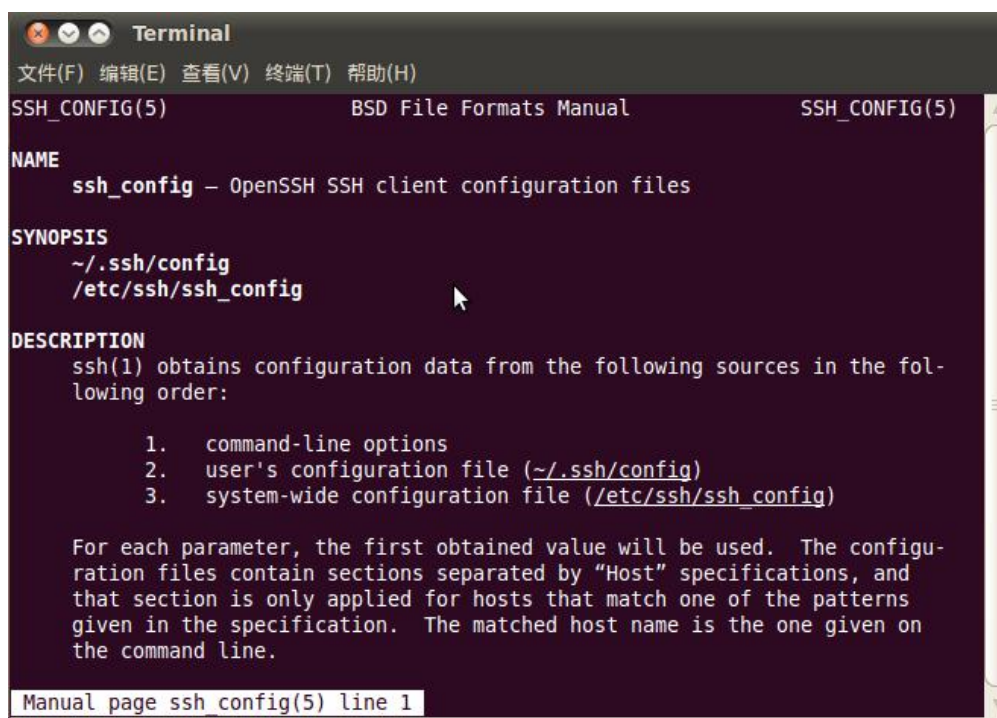 Terminal
文件(F) 编辑(E) 查看(V) 终端(T) 帮助(H)
SSH_CONFIG(5) BSD File Formats Manual SSH_CONFIG(5)
NAME
ssh_config — OpenSSH SSH client configuration files
SYNOPSIS
~/.ssh/config
/etc/ssh/ssh_config
DESCRIPTION
ssh(1) obtains configuration data from the following sources in the fol-
lowing order:
1. command-line options
2. user's configuration file (~/.ssh/config)
3. system-wide configuration file (/etc/ssh/ssh_config)
For each parameter, the first obtained value will be used. The configu-
ration files contain sections separated by “Host” specifications, and
that section is only applied for hosts that match one of the patterns
given in the specification. The matched host name is the one given on
the command line.
Manual page ssh_config(5) line 1